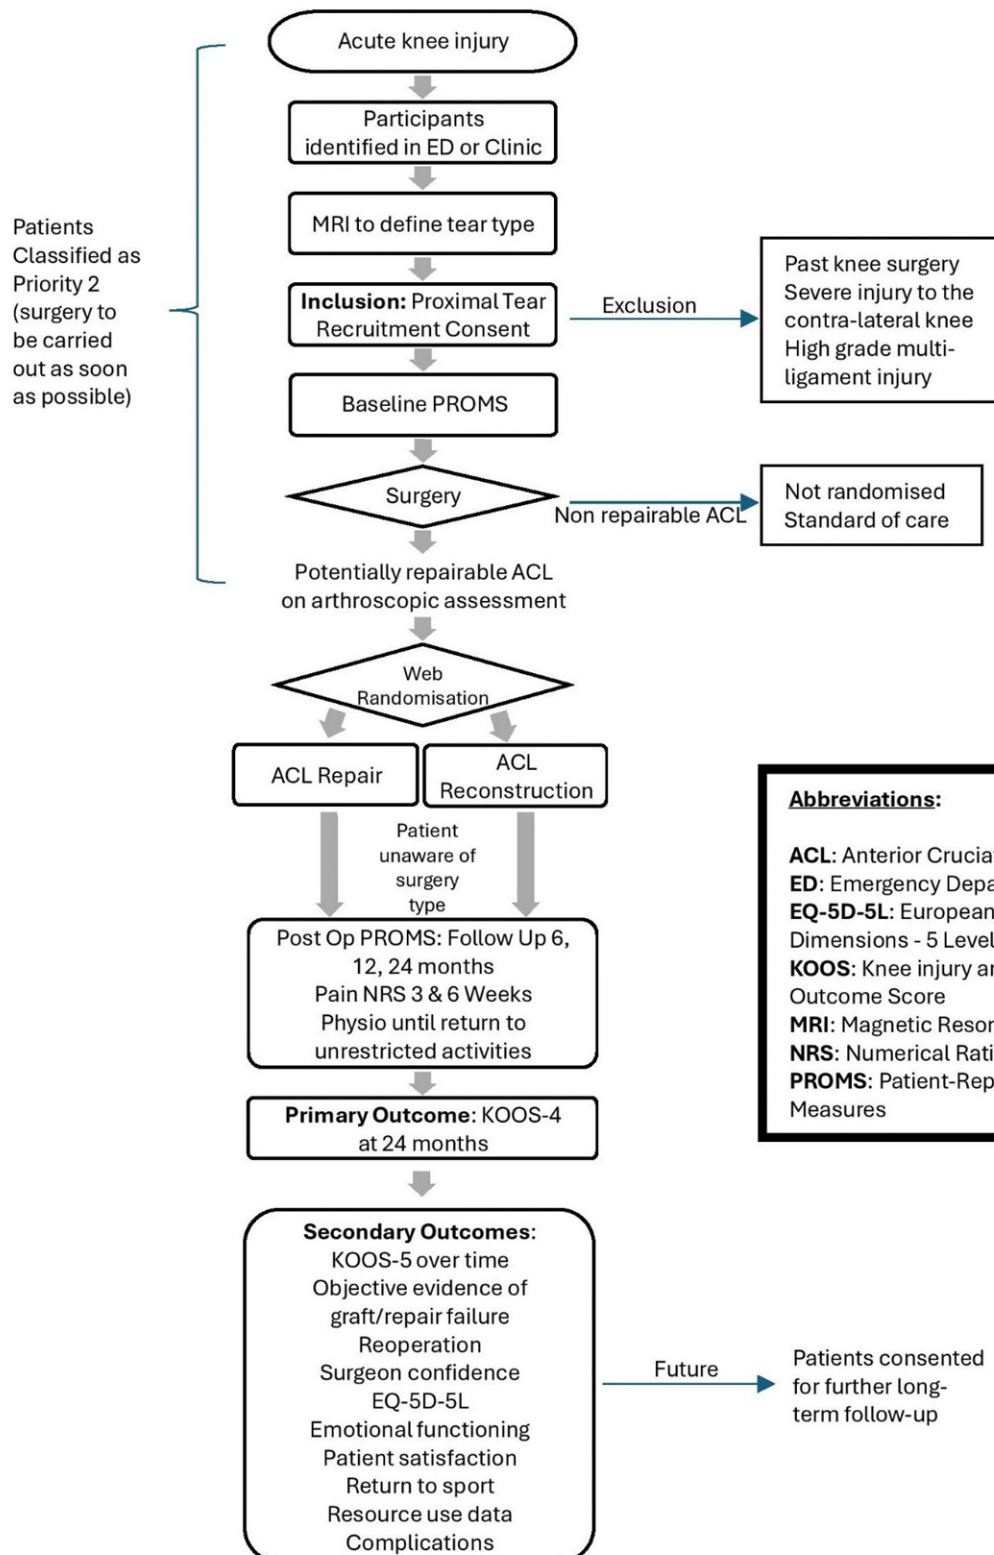 Acute knee injury
Participants
identified in ED or Clinic
MRI to define tear type
Patients
Classified as
Priority 2
(surgery to
be carried
out as soon
as possible)
Inclusion: Proximal Tear
Recruitment Consent
Exclusion
Past knee surgery
Severe injury to the
contra-lateral knee
High grade multi-
ligament injury
Baseline PROMS
Surgery
Non repairable ACL
Not randomised
Standard of care
Potentially repairable ACL
on arthroscopic assessment
Web
Randomisation
ACL Repair
ACL
Reconstruction
Patient
unaware of
surgery
type
Post Op PROMS: Follow Up 6,
12, 24 months
Pain NRS 3 & 6 Weeks
Physio until return to
unrestricted activities
Primary Outcome: KOOS-4
at 24 months
Secondary Outcomes:
KOOS-5 over time
Objective evidence of
graft/repair failure
Reoperation
Surgeon confidence
EQ-5D-5L
Emotional functioning
Patient satisfaction
Return to sport
Resource use data
Complications
Future
Patients consented
for further long-
term follow-up
Abbreviations:
ACL: Anterior
ED: Emergency
EQ-5D-5L: European
Dimensions - 5 Level
KOOS: Knee injury
Outcome Score
MRI: Magnetic
NRS: Numerical
PROMS:
Measures